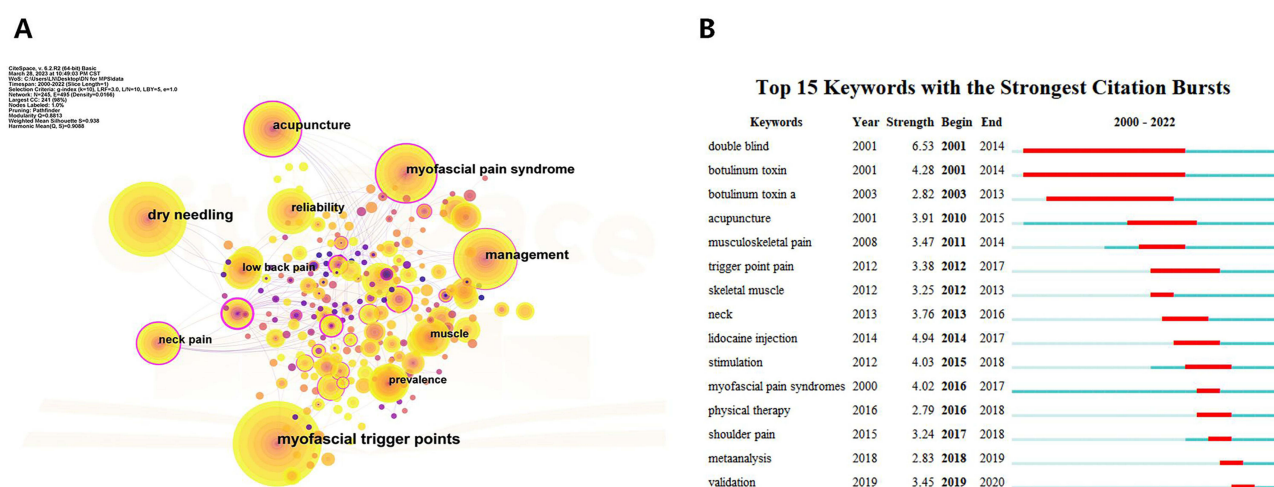 A
CiteSpace, v. 6.2.R2 (64-bit) Basic
March 28, 2023 at 10:49:03 PM CST
WoS: C:\Users\LN\Desktop\DN for MPS\data
Timespan: 2000-2022 (Slice Length=1)
Selection Criteria: g-index (k=10), LRF=3.0, L/N=10, LBY=5, e=1.0
Network: N=245, E=495 (Density=0.0166)
Largest CC: 241 (98%)
Nodes Labeled: 1.0%
Pruning: Pathfinder
Modularity Q=0.8813
Weighted Mean Silhouette S=0.938
Harmonic Mean(Q, S)=0.9088
acupuncture
myofascial pain syndrome
dry needling
reliability
management
low back pain
neck pain
muscle
prevalence
myofascial trigger points
B
Top 15 Keywords with the Strongest Citation Bursts
Keywords Year Strength Begin End 2000 - 2022
double blind 2001 6.53 2001 2014
botulinum toxin 2001 4.28 2001 2014
botulinum toxin a 2003 2.82 2003 2013
acupuncture 2001 3.91 2010 2015
musculoskeletal pain 2008 3.47 2011 2014
trigger point pain 2012 3.38 2012 2017
skeletal muscle 2012 3.25 2012 2013
neck 2013 3.76 2013 2016
lidocaine injection 2014 4.94 2014 2017
stimulation 2012 4.03 2015 2018
myofascial pain syndromes 2000 4.02 2016 2017
physical therapy 2016 2.79 2016 2018
shoulder pain 2015 3.24 2017 2018
metaanalysis 2018 2.83 2018 2019
validation 2019 3.45 2019 2020